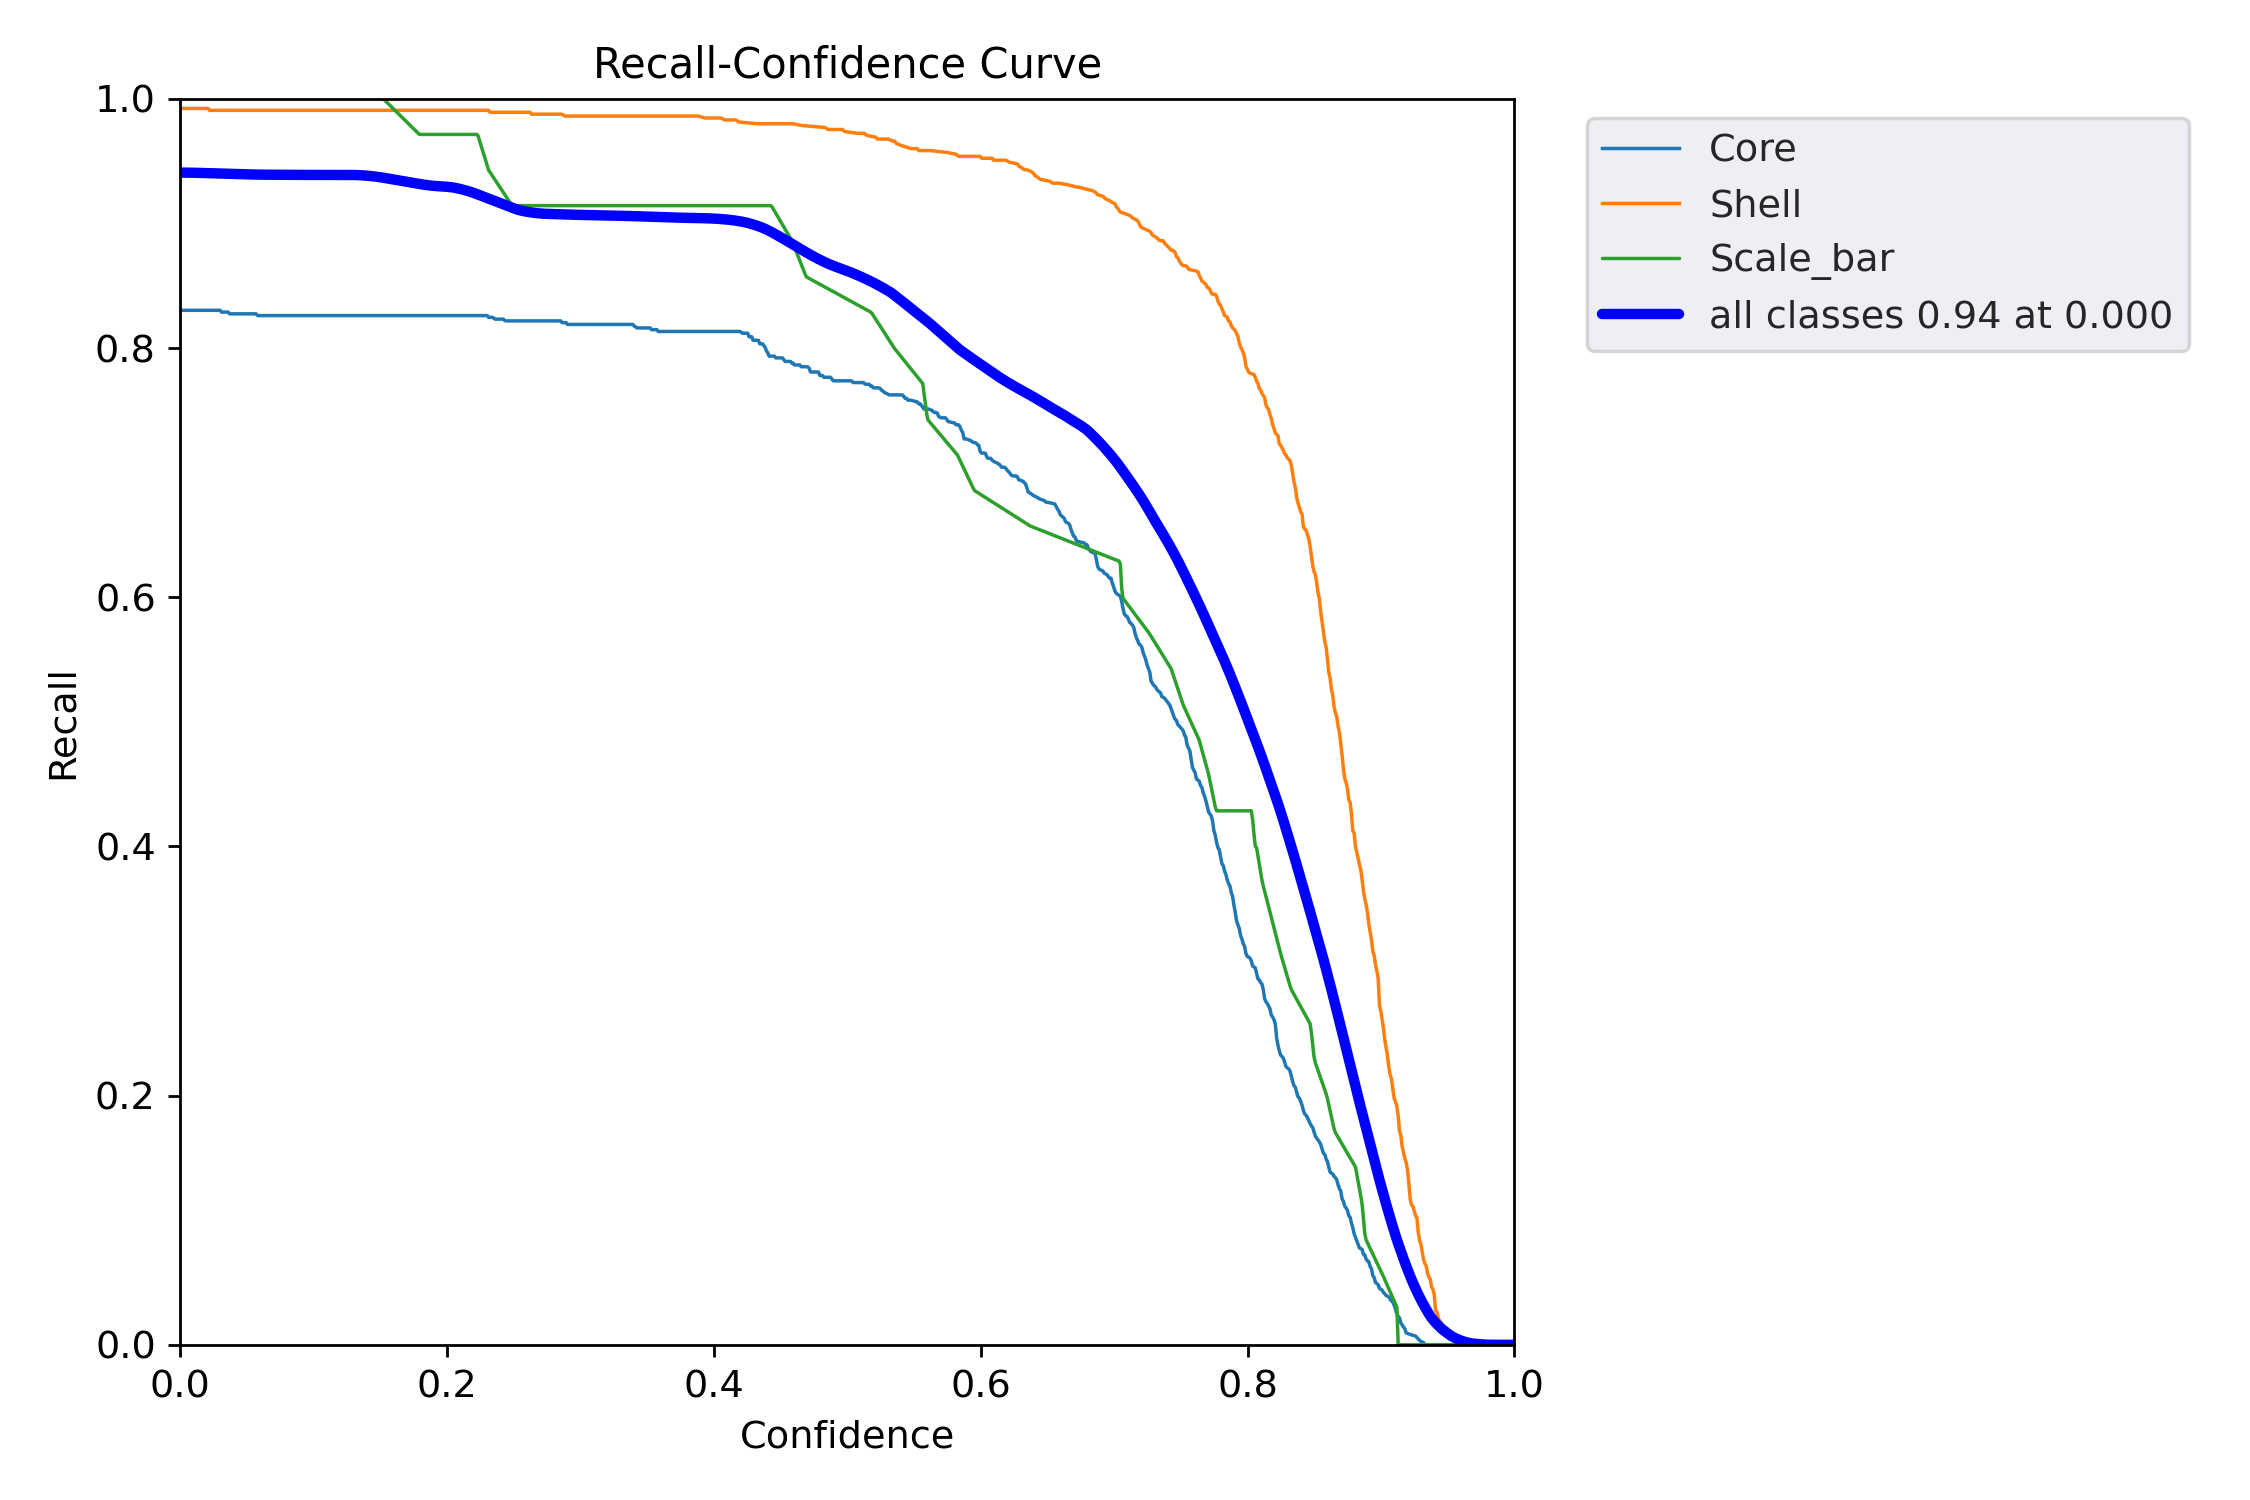 Recall-Confidence Curve
1.0
0.8
0.6
0.4
0.2
0.0
Recall
0.0 0.2 0.4 0.6 0.8 1.0
Confidence
Core
Shell
Scale_bar
all classes 0.94 at 0.000